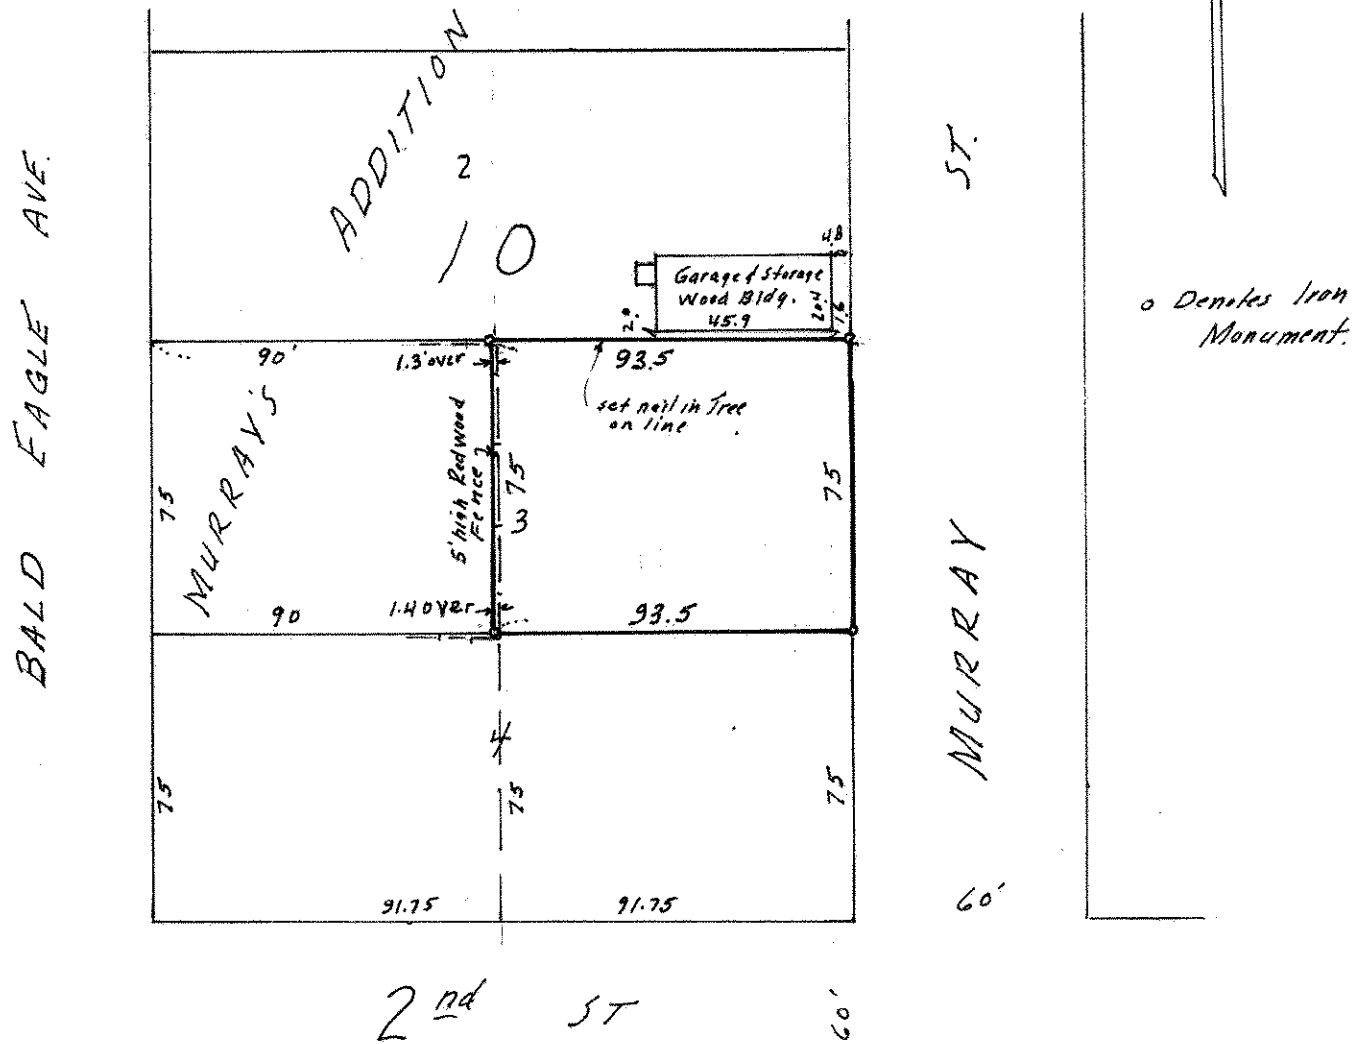 ADDITION
2
10
BALD EAGLE AVE.
MURRAY'S
Garage & Storage
Wood Bldg.
45.9
4.8
20.4
1.6
2.0
ST.
o Denotes Iron
Monument.
90'
1.3' over
93.5
set nail in Tree
on line
5' high Redwood
Fence
75
75
3
75
90
1.4 over
93.5
MURRAY
4
75
75
75
91.75
91.75
60'
2nd ST
60'